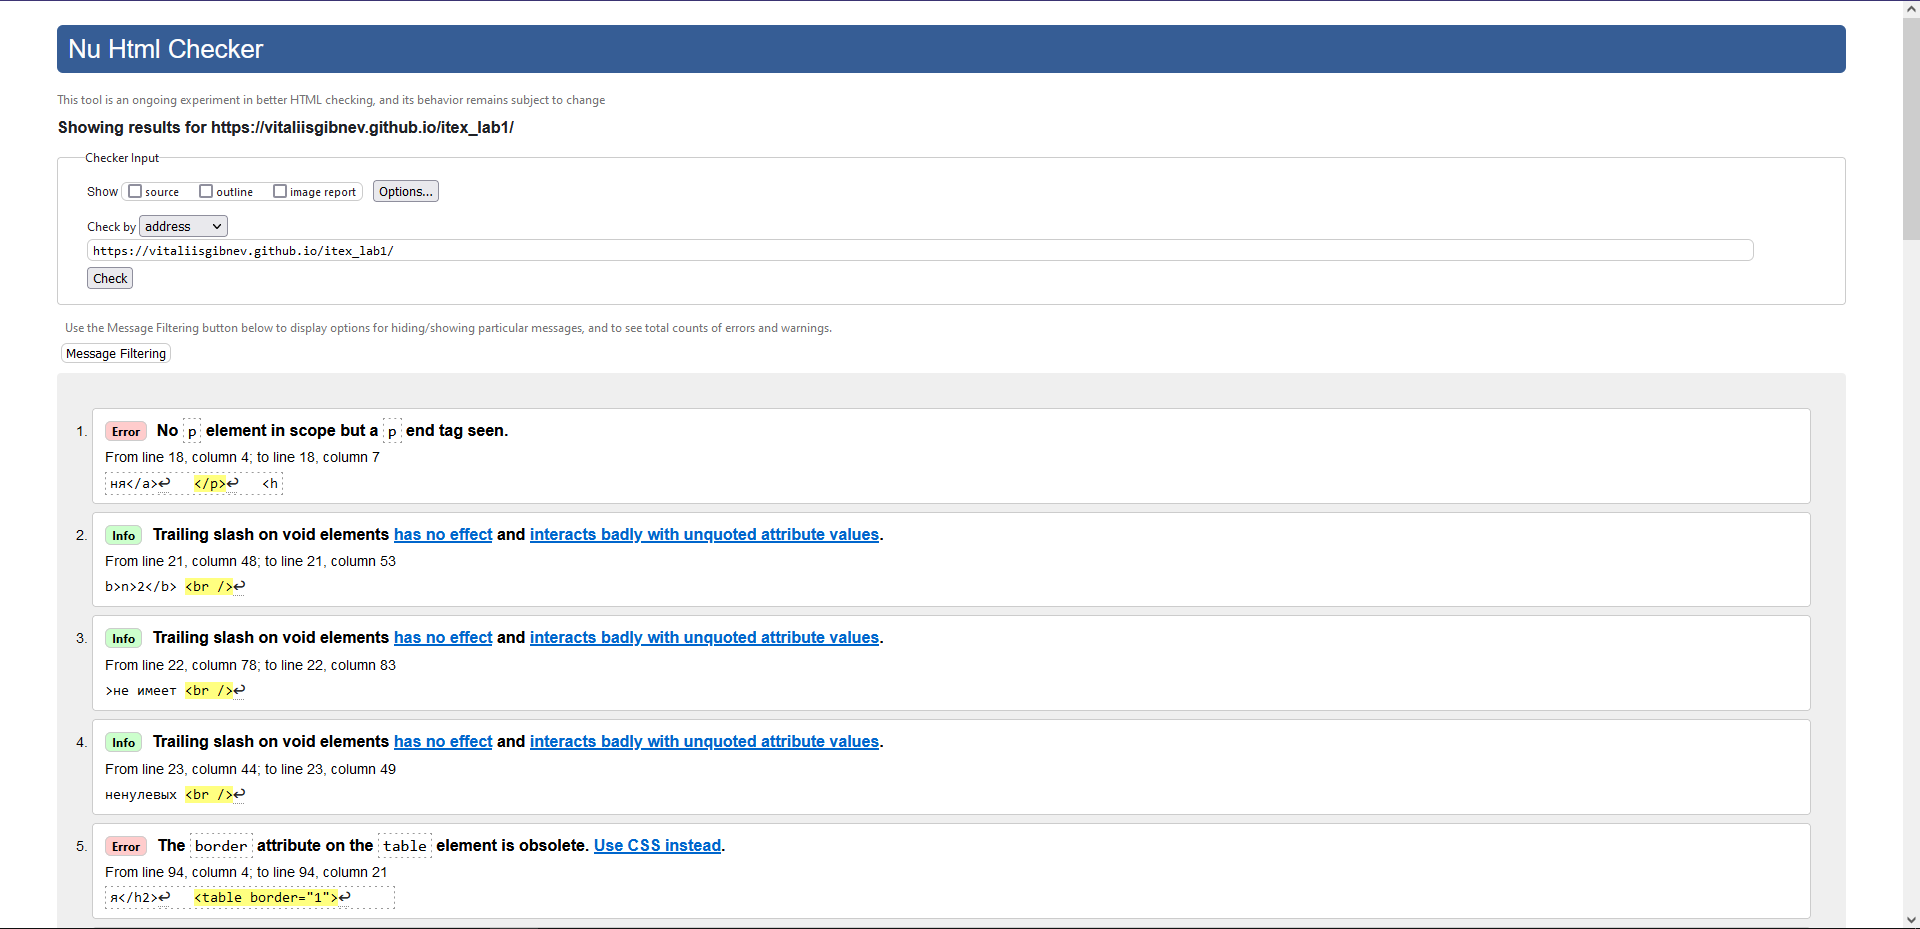 Nu Html Checker
This tool is an ongoing experiment in better HTML checking, and its behavior remains subject to change
Showing results for https://vitaliisgibnev.github.io/itex_lab1/
Checker Input
Show source outline image report Options...
Check by address
https://vitaliisgibnev.github.io/itex_lab1/
Check
Use the Message Filtering button below to display options for hiding/showing particular messages, and to see total counts of errors and warnings.
Message Filtering
1. Error No p element in scope but a p end tag seen.
From line 18, column 4; to line 18, column 7
ня</a>↩ </p>↩ <h
2. Info Trailing slash on void elements has no effect and interacts badly with unquoted attribute values.
From line 21, column 48; to line 21, column 53
b>n>2</b> <br />↩
3. Info Trailing slash on void elements has no effect and interacts badly with unquoted attribute values.
From line 22, column 78; to line 22, column 83
>не имеет <br />↩
4. Info Trailing slash on void elements has no effect and interacts badly with unquoted attribute values.
From line 23, column 44; to line 23, column 49
ненулевых <br />↩
5. Error The border attribute on the table element is obsolete. Use CSS instead.
From line 94, column 4; to line 94, column 21
я</h2>↩ <table border="1">↩